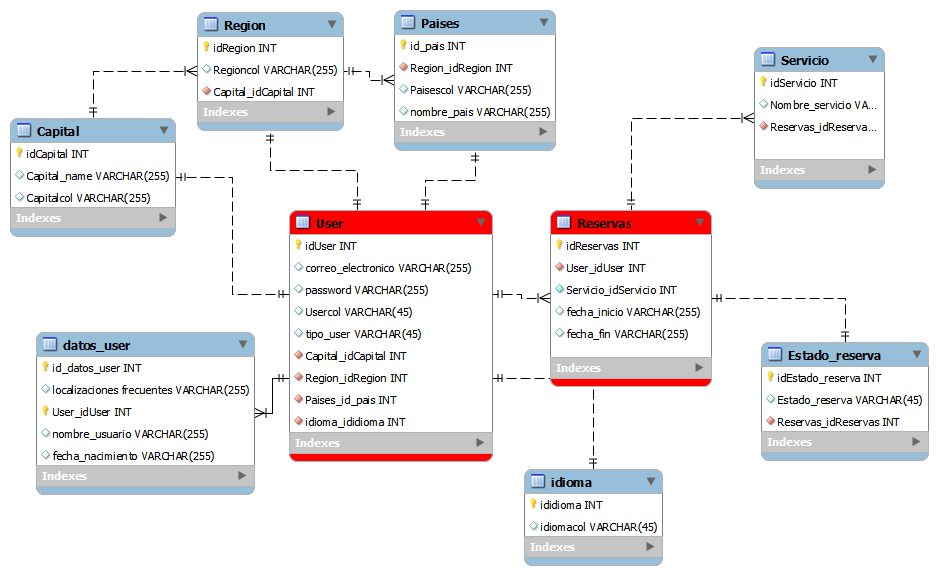 Region
idRegion INT
Regioncol VARCHAR(255)
Capital_idCapital INT
Indexes
Paises
id_pais INT
Region_idRegion INT
Paisescol VARCHAR(255)
nombre_pais VARCHAR(255)
Indexes
Servicio
idServicio INT
Nombre_servicio VA...
Reservas_idReserva...
Indexes
Capital
idCapital INT
Capital_name VARCHAR(255)
Capitalcol VARCHAR(255)
Indexes
User
idUser INT
correo_electronico VARCHAR(255)
password VARCHAR(255)
Usercol VARCHAR(45)
tipo_user VARCHAR(45)
Capital_idCapital INT
Region_idRegion INT
Paises_id_pais INT
idioma_ididioma INT
Indexes
Reservas
idReservas INT
User_idUser INT
Servicio_idServicio INT
fecha_inicio VARCHAR(255)
fecha_fin VARCHAR(255)
Indexes
datos_user
id_datos_user INT
localizaciones frecuentes VARCHAR(255)
User_idUser INT
nombre_usuario VARCHAR(255)
fecha_nacimiento VARCHAR(255)
Indexes
Estado_reserva
idEstado_reserva INT
Estado_reserva VARCHAR(45)
Reservas_idReservas INT
Indexes
idioma
ididioma INT
idiomacol VARCHAR(45)
Indexes